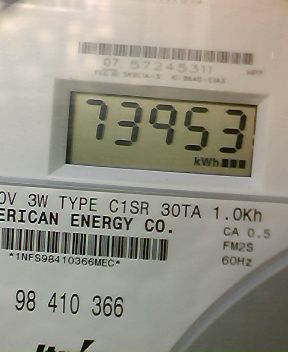 07 57245311
73953
kWh
0V 3W TYPE C1SR 30TA 1.0Kh
ERICAN ENERGY CO.
CA 0.5
FM2S
*1NFS98410366MEC*
60Hz
98 410 366